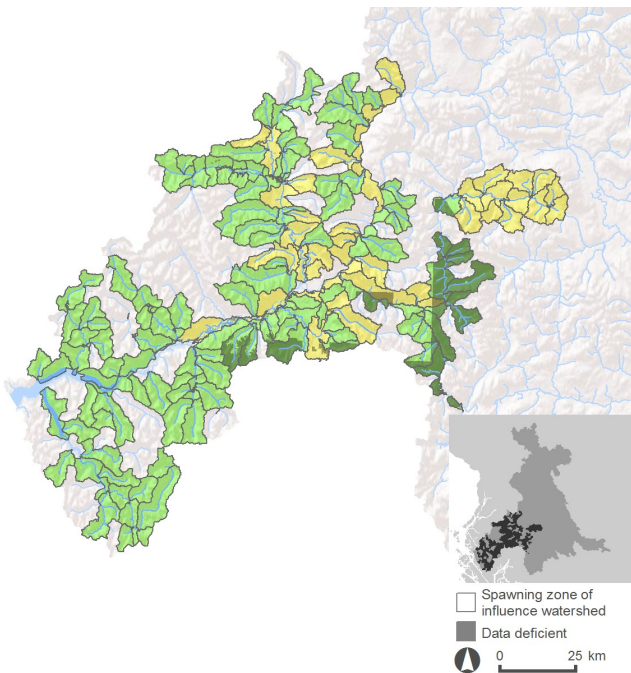 Spawning zone of
influence watershed
Data deficient
0 25 km